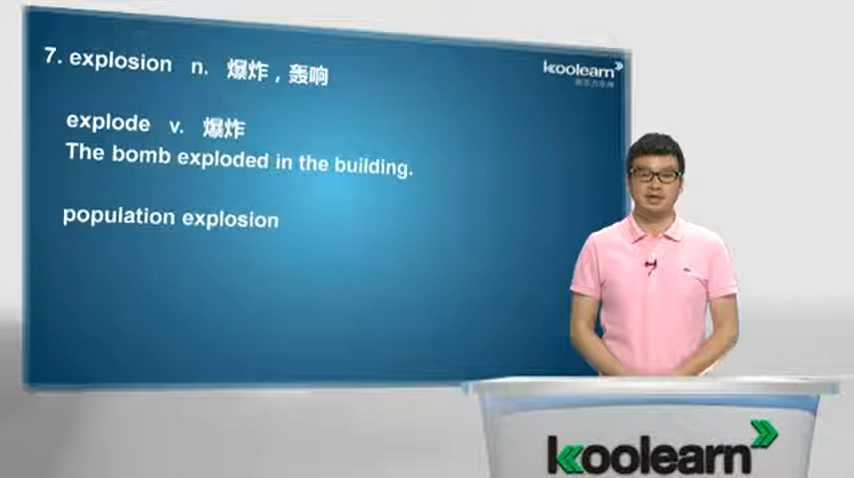 7. explosion n. 爆炸，轰响
koolearn
explode v. 爆炸
The bomb exploded in the building.
population explosion
koolearn